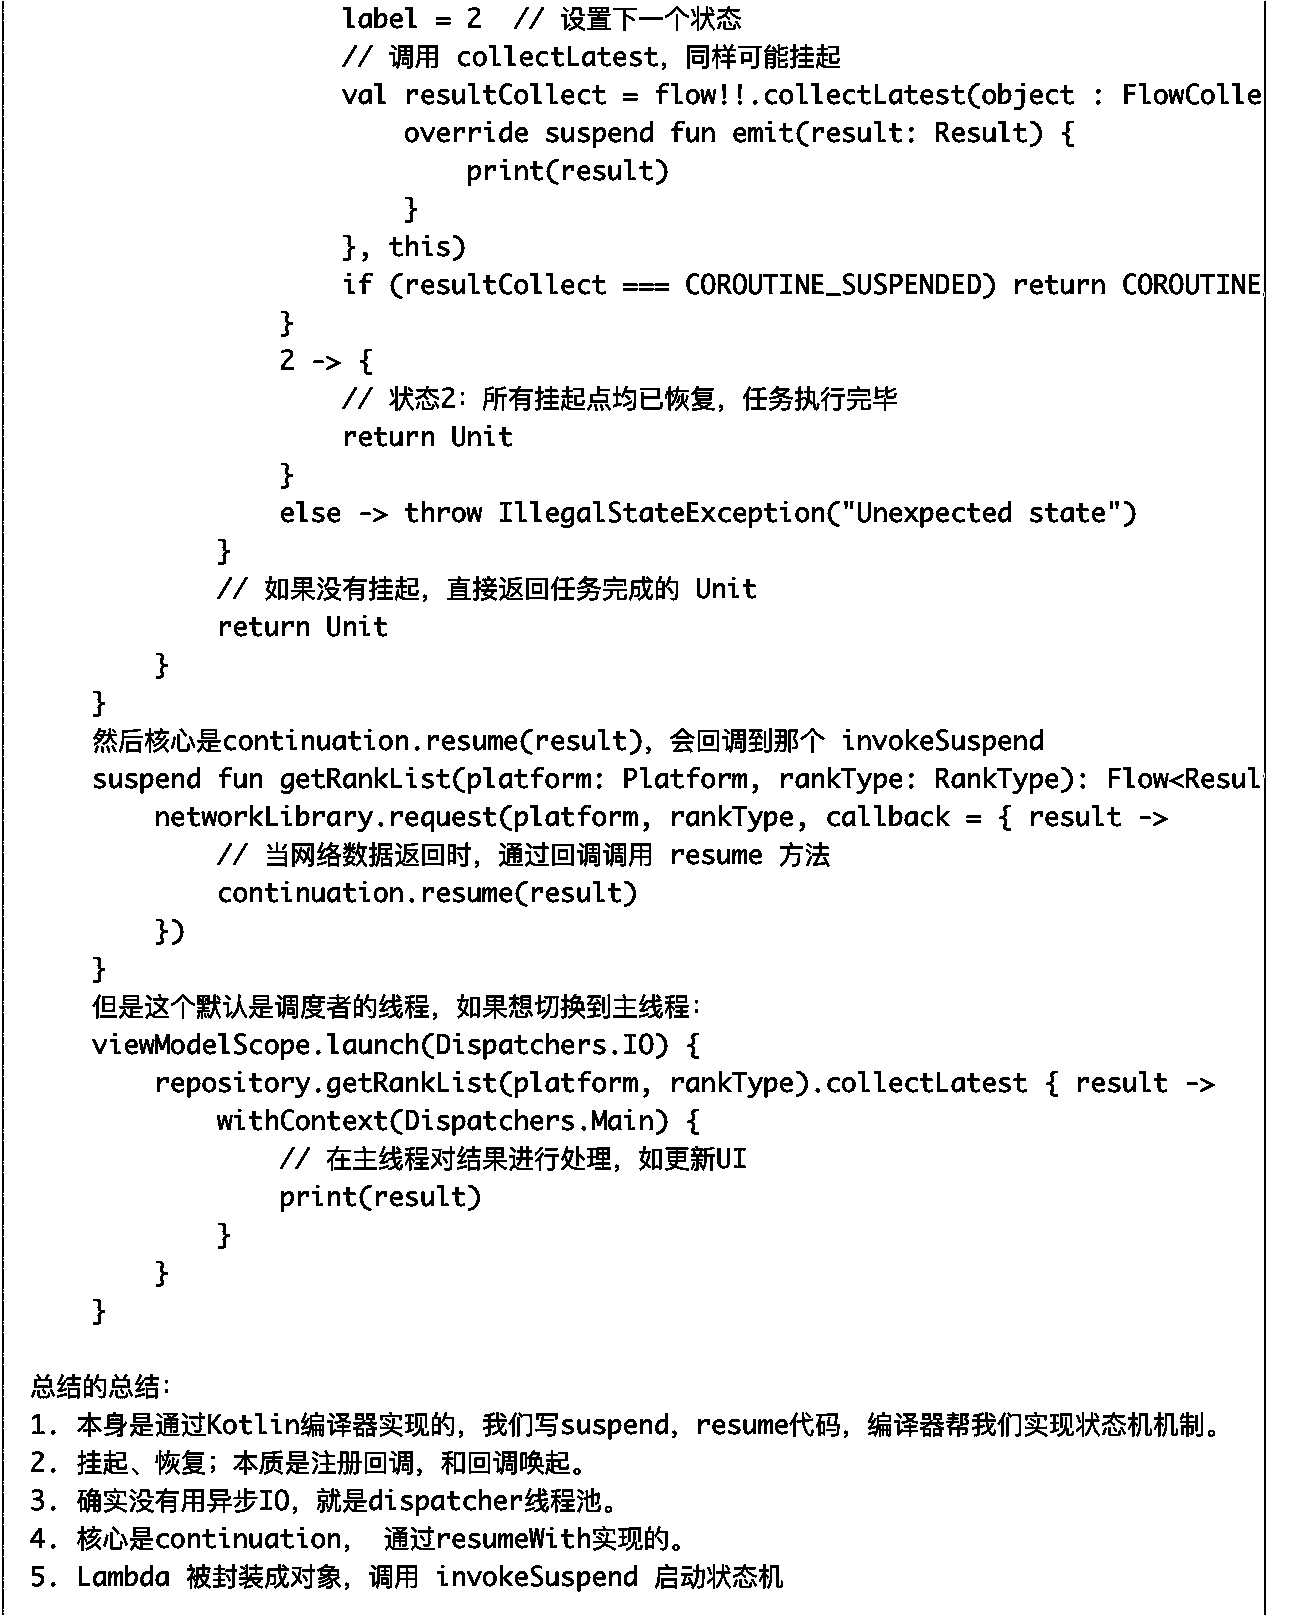 label = 2  // 设置下一个状态
// 调用 collectLatest，同样可能挂起
val resultCollect = flow!!.collectLatest(object : FlowColle
override suspend fun emit(result: Result) {
print(result)
}
}, this)
if (resultCollect === COROUTINE_SUSPENDED) return COROUTINE
}
2 -> {
// 状态2：所有挂起点均已恢复，任务执行完毕
return Unit
}
else -> throw IllegalStateException("Unexpected state")
}
// 如果没有挂起，直接返回任务完成的 Unit
return Unit
}
}
然后核心是continuation.resume(result)，会回调到那个 invokeSuspend
suspend fun getRankList(platform: Platform, rankType: RankType): Flow<Resul
networkLibrary.request(platform, rankType, callback = { result ->
// 当网络数据返回时，通过回调调用 resume 方法
continuation.resume(result)
})
}
但是这个默认是调度者的线程，如果想切换到主线程：
viewModelScope.launch(Dispatchers.IO) {
repository.getRankList(platform, rankType).collectLatest { result ->
withContext(Dispatchers.Main) {
// 在主线程对结果进行处理，如更新UI
print(result)
}
}
}
总结的总结：
1. 本身是通过Kotlin编译器实现的，我们写suspend，resume代码，编译器帮我们实现状态机机制。
2. 挂起、恢复；本质是注册回调，和回调唤起。
3. 确实没有用异步IO，就是dispatcher线程池。
4. 核心是continuation， 通过resumeWith实现的。
5. Lambda 被封装成对象，调用 invokeSuspend 启动状态机